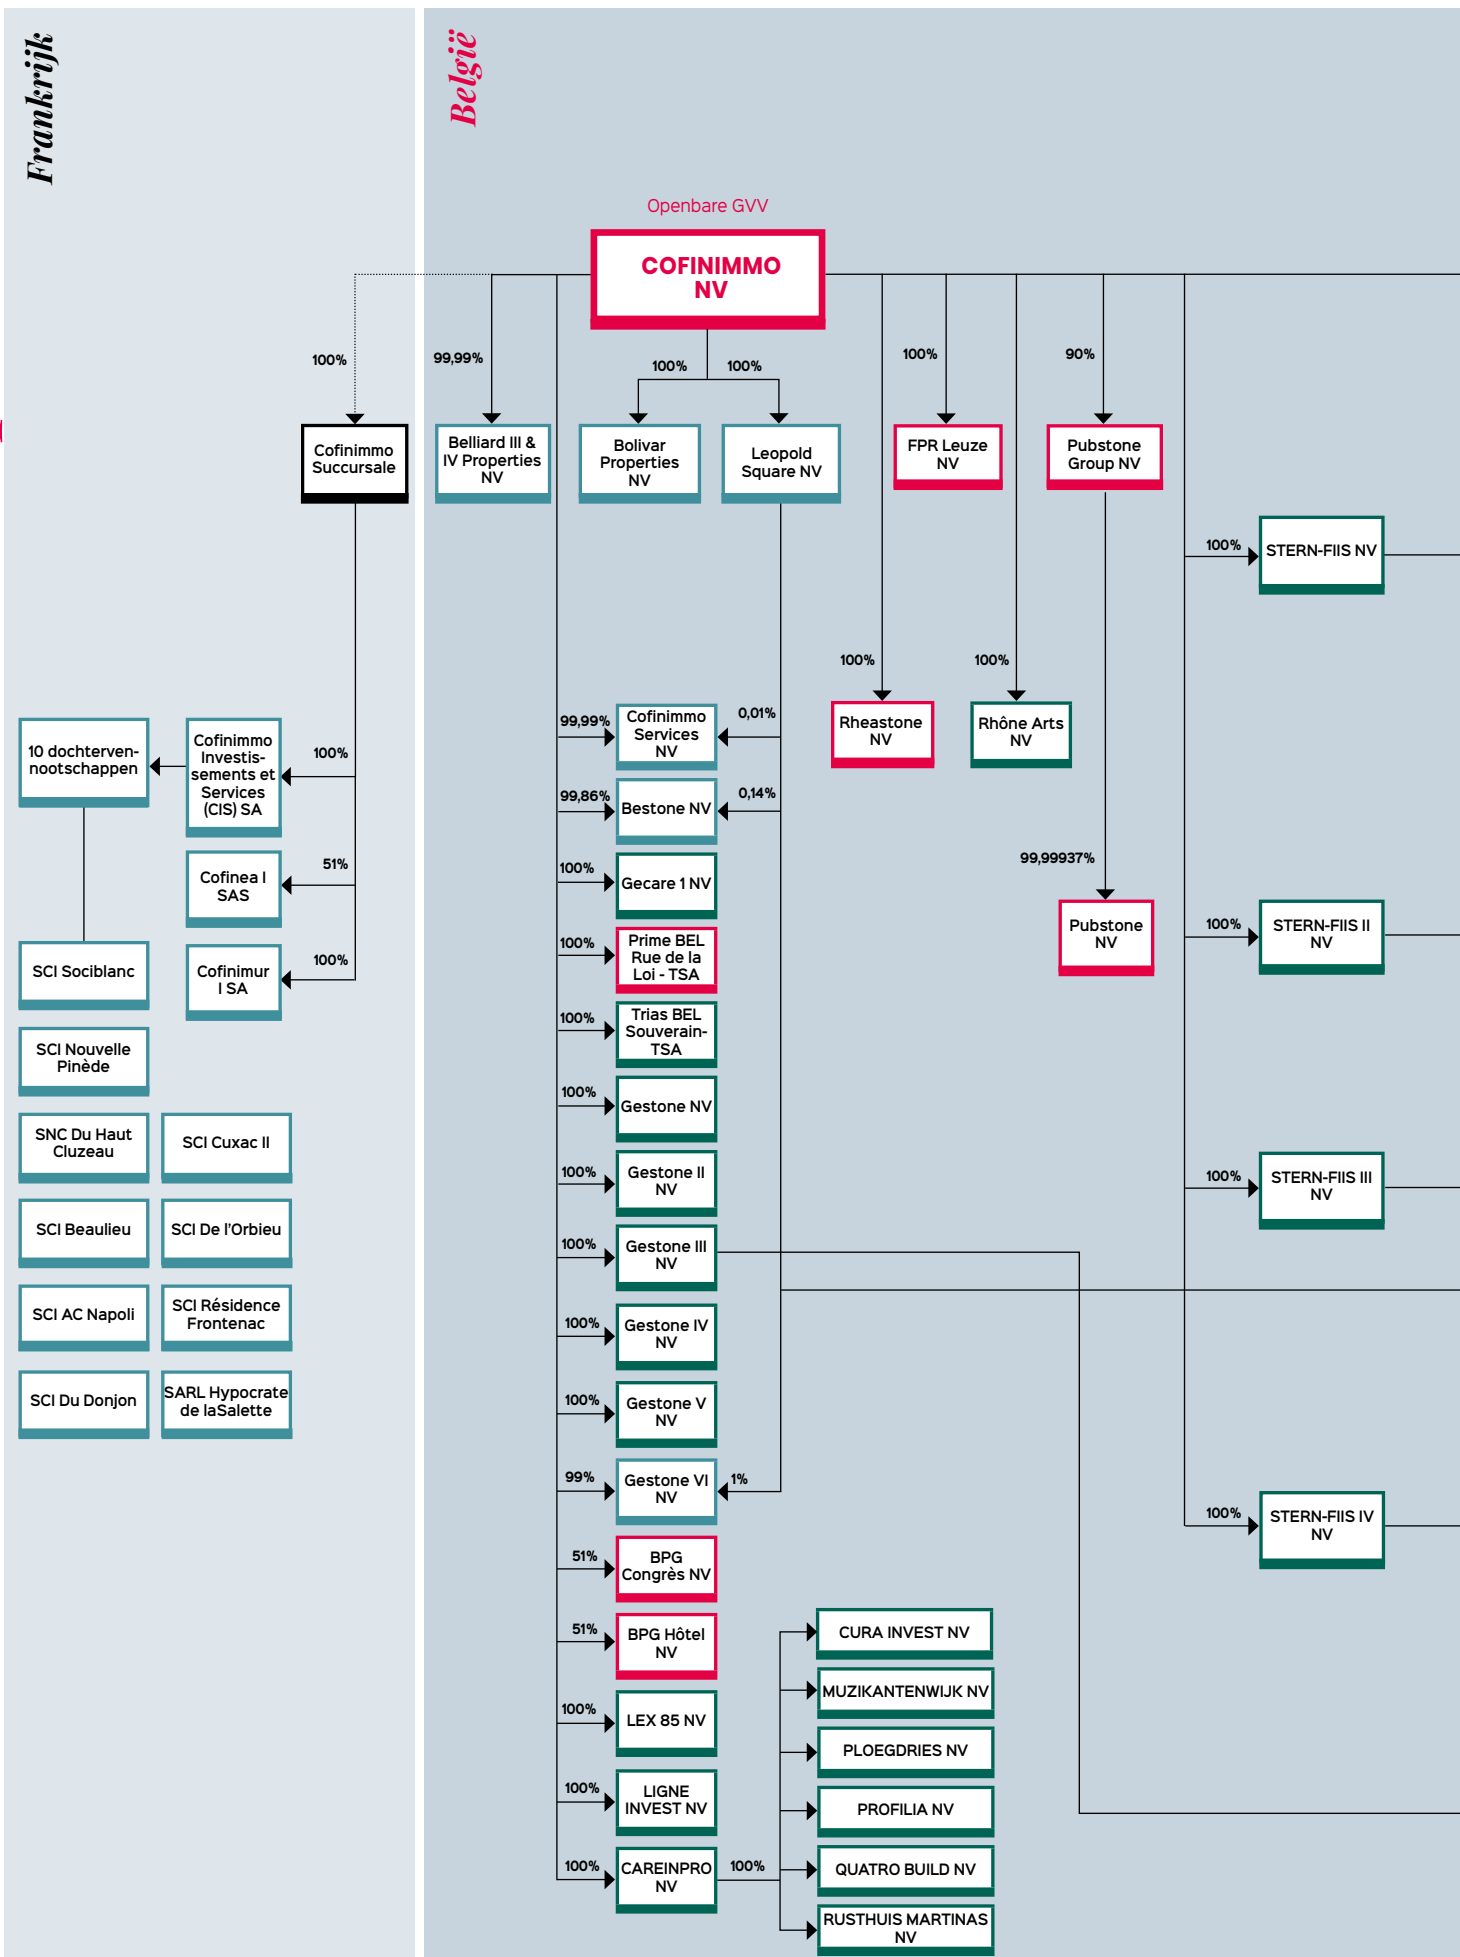 Frankrijk
België
Openbare GVV
COFINIMMO
NV
100%
99,99%
100%
100%
100%
90%
Cofinimmo
Succursale
Belliard III &
IV Properties
NV
Bolivar
Properties
NV
Leopold
Square NV
FPR Leuze
NV
Pubstone
Group NV
100%
STERN-FIIS NV
100%
100%
Rheastone
NV
Rhône Arts
NV
10 dochterven-
nootschappen
Cofinimmo
Investis-
sements et
Services
(CIS) SA
100%
99,99%
Cofinimmo
Services
NV
0,01%
99,86%
Bestone NV
0,14%
51%
Cofinea I
SAS
100%
Gecare 1 NV
99,99937%
Pubstone
NV
100%
STERN-FIIS II
NV
SCI Sociblanc
Cofinimur
I SA
100%
100%
Prime BEL
Rue de la
Loi - TSA
100%
Trias BEL
Souverain-
TSA
SCI Nouvelle
Pinède
100%
Gestone NV
SNC Du Haut
Cluzeau
SCI Cuxac II
100%
Gestone II
NV
100%
STERN-FIIS III
NV
SCI Beaulieu
SCI De l'Orbieu
100%
Gestone III
NV
SCI AC Napoli
SCI Résidence
Frontenac
100%
Gestone IV
NV
SCI Du Donjon
SARL Hypocrate
de laSalette
100%
Gestone V
NV
99%
Gestone VI
NV
1%
100%
STERN-FIIS IV
NV
51%
BPG
Congrès NV
51%
BPG Hôtel
NV
CURA INVEST NV
MUZIKANTENWIJK NV
100%
LEX 85 NV
PLOEGDRIES NV
100%
LIGNE
INVEST NV
PROFILIA NV
100%
CAREINPRO
NV
100%
QUATRO BUILD NV
RUSTHUIS MARTINAS
NV